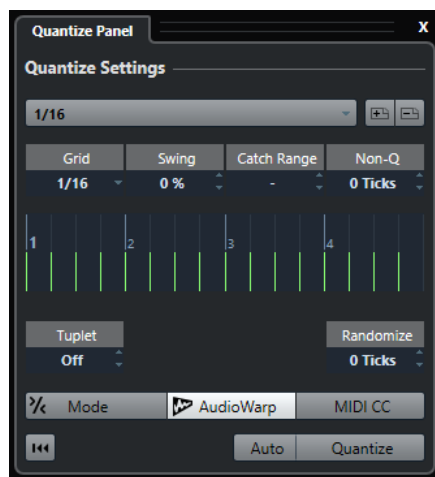 Quantize Panel X
Quantize Settings
1/16
Grid Swing Catch Range Non-Q
1/16 0 % - 0 Ticks
1 2 3 4
Tuplet Randomize
Off 0 Ticks
Mode AudioWarp MIDI CC
Auto Quantize